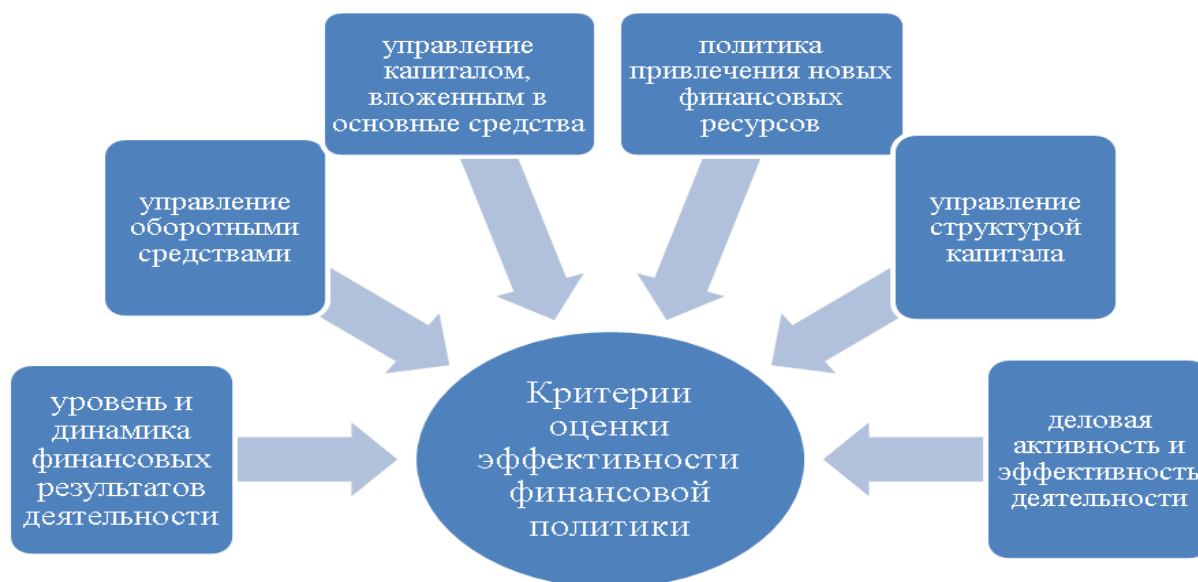 управление
капиталом,
вложенным в
основные средства
политика
привлечения новых
финансовых
ресурсов
управление
оборотными
средствами
управление
структурой
капитала
уровень и
динамика
финансовых
результатов
деятельности
Критерии
оценки
эффективности
финансовой
политики
деловая
активность и
эффективность
деятельности